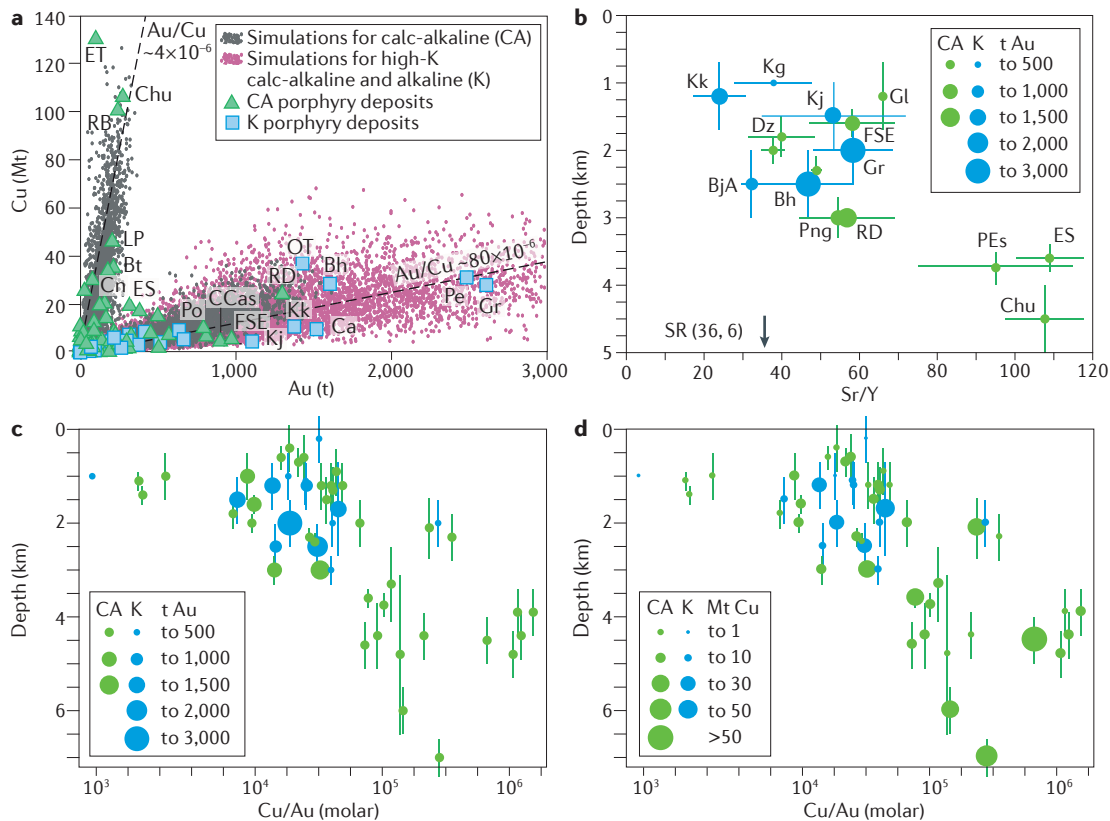 a
140
120
100
80
60
40
20
0
Cu (Mt)
0
1,000
2,000
3,000
Au (t)
Au/Cu
~4×10⁻⁶
Simulations for calc-alkaline (CA)
Simulations for high-K
calc-alkaline and alkaline (K)
CA porphyry deposits
K porphyry deposits
ET
Chu
RB
LP
Bt
Cn
ES
Po
CCas
FSE
RD
OT
Bh
Kk
Kj
Ca
Au/Cu ~80×10⁻⁶
Pe
Gr
b
0
1
2
3
4
5
Depth (km)
0
20
40
60
80
100
120
Sr/Y
CA K t Au
to 500
to 1,000
to 1,500
to 2,000
to 3,000
Kg
Kk
Kj
Gl
Dz
FSE
Gr
BjA
Bh
Png
RD
PEs
ES
Chu
SR (36, 6)
c
0
2
4
6
Depth (km)
10³
10⁴
10⁵
10⁶
Cu/Au (molar)
CA K t Au
to 500
to 1,000
to 1,500
to 2,000
to 3,000
d
0
2
4
6
Depth (km)
10³
10⁴
10⁵
10⁶
Cu/Au (molar)
CA K Mt Cu
to 1
to 10
to 30
to 50
>50